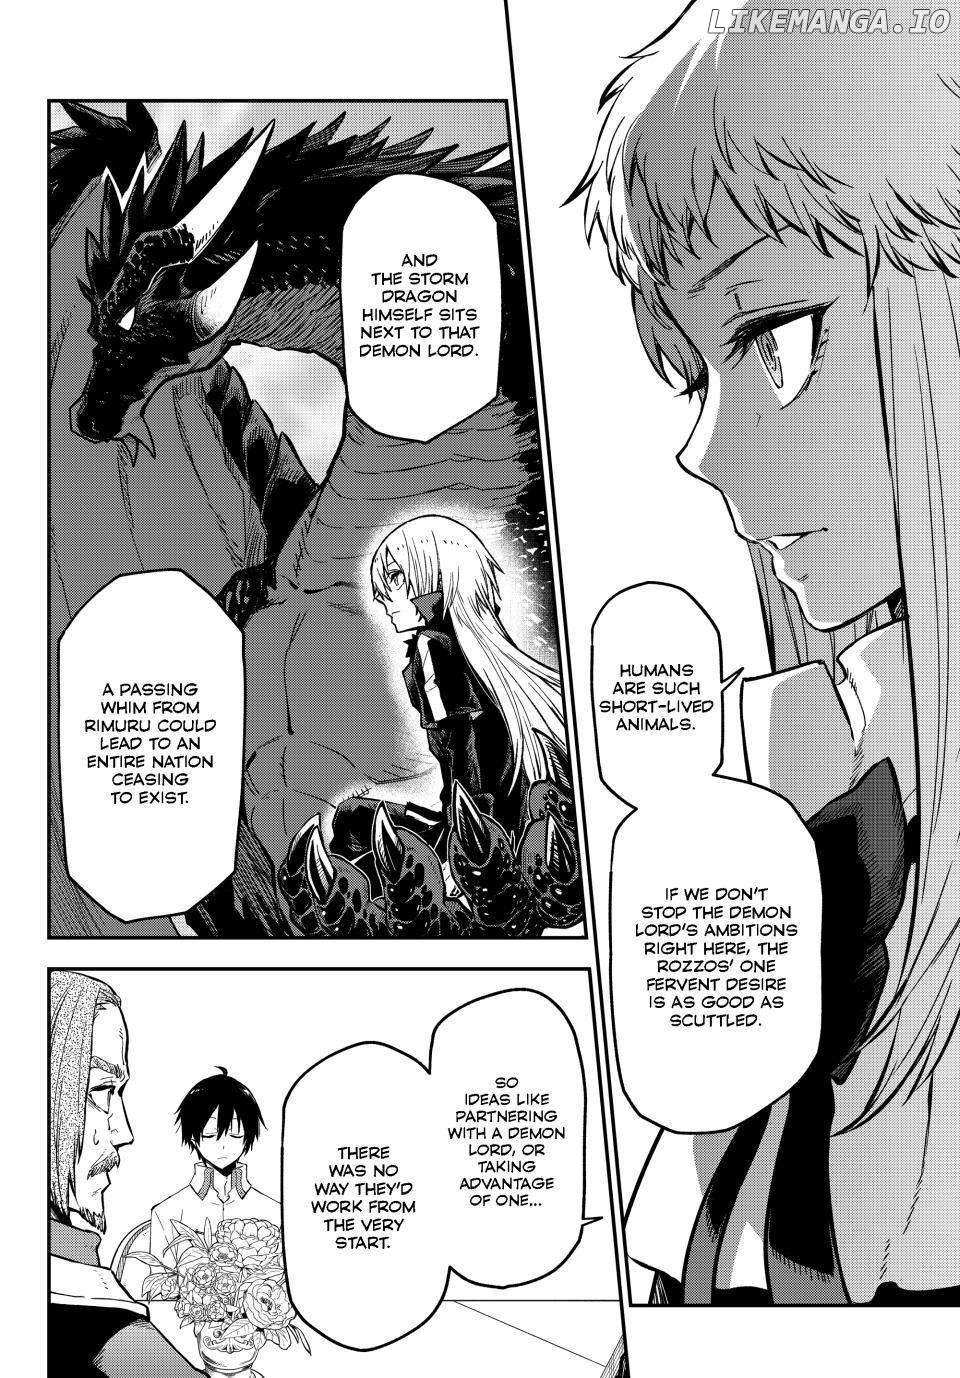 LIKEMANGA.IO
HUMANS
ARE SUCH
SHORT-LIVED
ANIMALS.
IF WE DON'T
STOP THE DEMON
LORD'S AMBITIONS
RIGHT HERE, THE
ROZZOS' ONE
FERVENT DESIRE
IS AS GOOD AS
SCUTTLED.
AND
THE STORM
DRAGON
HIMSELF SITS
NEXT TO THAT
DEMON LORD.
A PASSING
WHIM FROM
RIMURU COULD
LEAD TO AN
ENTIRE NATION
CEASING
TO EXIST.
SO
IDEAS LIKE
PARTNERING
WITH A DEMON
LORD, OR
TAKING
ADVANTAGE
OF ONE...
THERE
WAS NO
WAY THEY'D
WORK FROM
THE VERY
START.